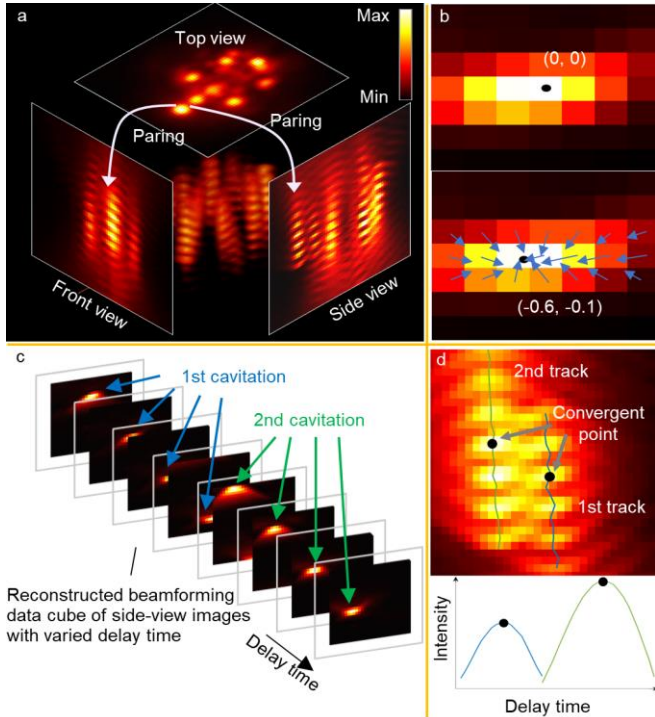 a
Top view
Max
Min
Paring
Paring
Front view
Side view
b
(0, 0)
(-0.6, -0.1)
c
1st cavitation
2nd cavitation
Reconstructed beamforming
data cube of side-view images
with varied delay time
Delay time
d
2nd track
Convergent
point
1st track
Intensity
Delay time